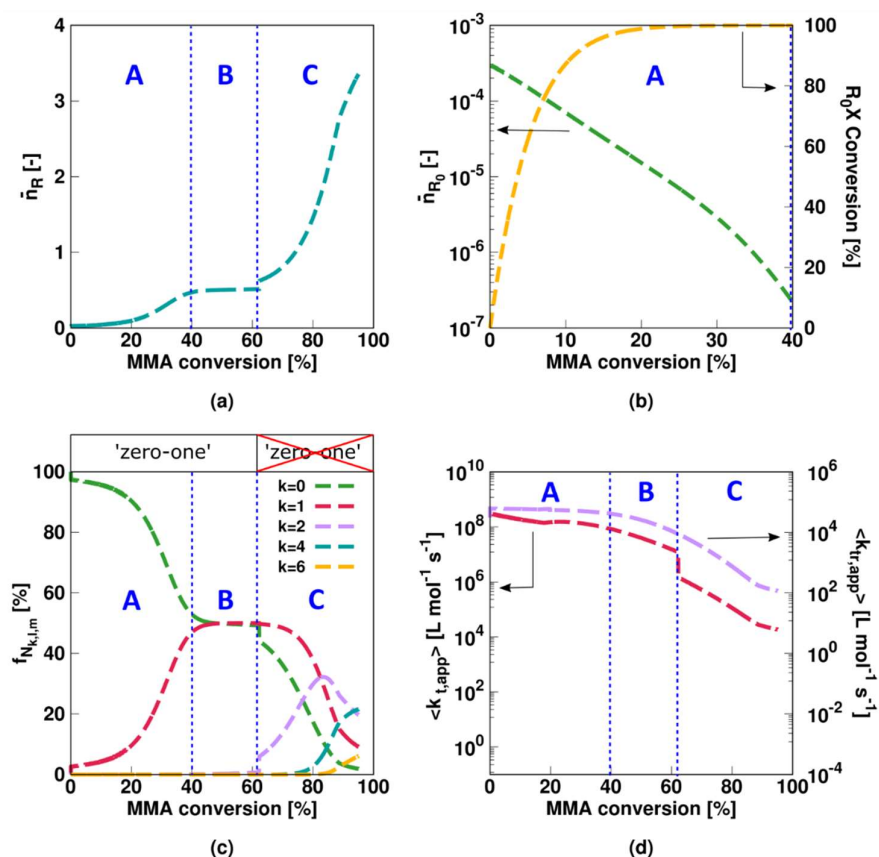 4
3
2
1
0
n̄R [-]
A
B
C
0 20 40 60 80 100
MMA conversion [%]
(a)
10-3
10-4
10-5
10-6
10-7
n̄R0 [-]
A
100
80
60
40
20
0
R0X Conversion [%]
0 10 20 30 40
MMA conversion [%]
(b)
'zero-one'
'zero-one'
100
80
60
40
20
0
fNk,l,m [%]
k=0
k=1
k=2
k=4
k=6
A
B
C
0 20 40 60 80 100
MMA conversion [%]
(c)
1010
108
106
104
102
100
<kt,app> [L mol-1 s-1]
A
B
C
106
104
102
100
10-2
10-4
<ktr,app> [L mol-1 s-1]
0 20 40 60 80 100
MMA conversion [%]
(d)